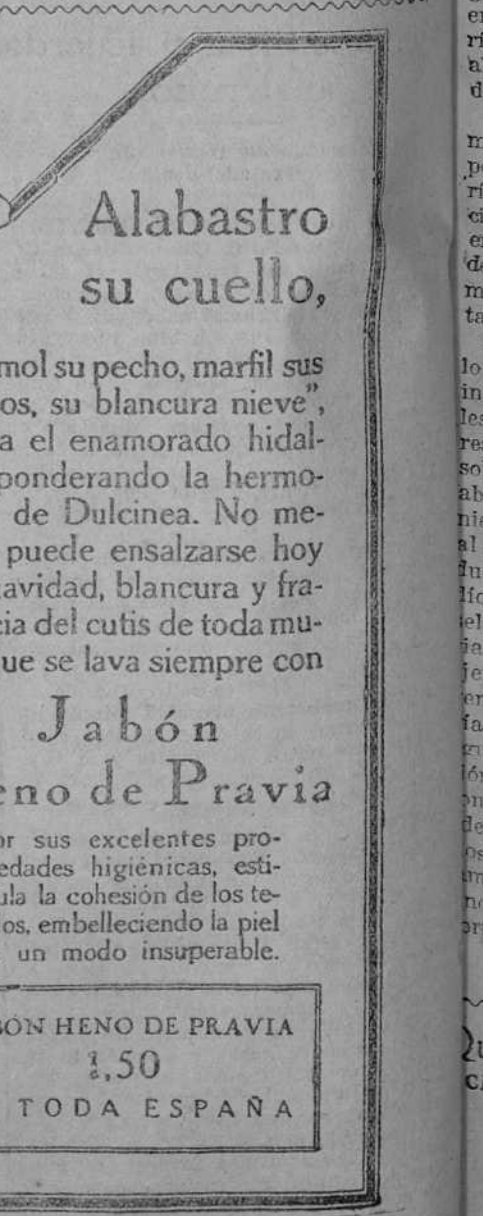 Alabastro
su cuello,
mol su pecho, marfil sus
os, su blancura nieve",
a el enamorado hidal-
ponderando la hermo-
de Dulcinea. No me-
puede ensalzarse hoy
avidad, blancura y fra-
cia del cutis de toda mu-
ue se lava siempre con
Jabón
eno de Pravia
or sus excelentes pro-
edades higiénicas, esti-
ula la cohesión de los te-
os, embelleciendo la piel
un modo insuperable.
BÓN HENO DE PRAVIA
1,50
TODA ESPAÑA